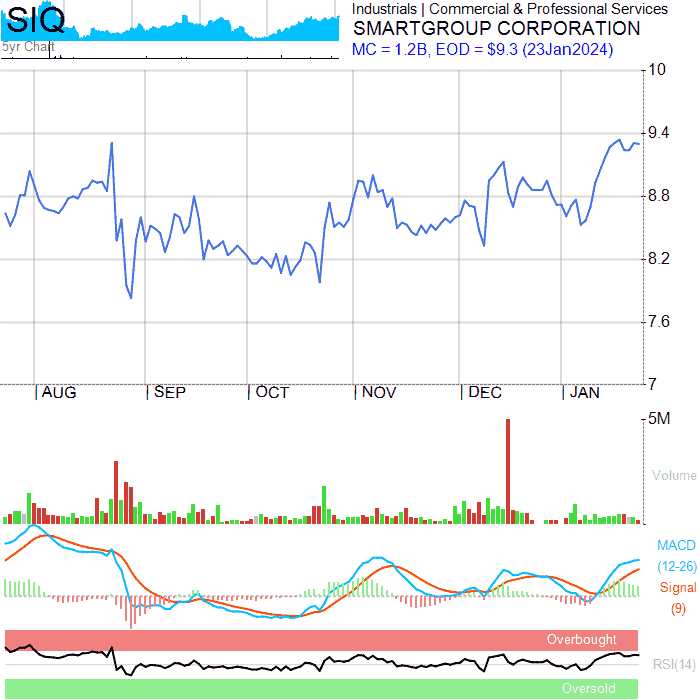 SIQ
5yr Chart
Industrials | Commercial & Professional Services
SMARTGROUP CORPORATION
MC = 1.2B, EOD = $9.3 (23Jan2024)
10
9.4
8.8
8.2
7.6
7
AUG SEP OCT NOV DEC JAN
5M
Volume
MACD
(12-26)
Signal
(9)
Overbought
RSI(14)
Oversold